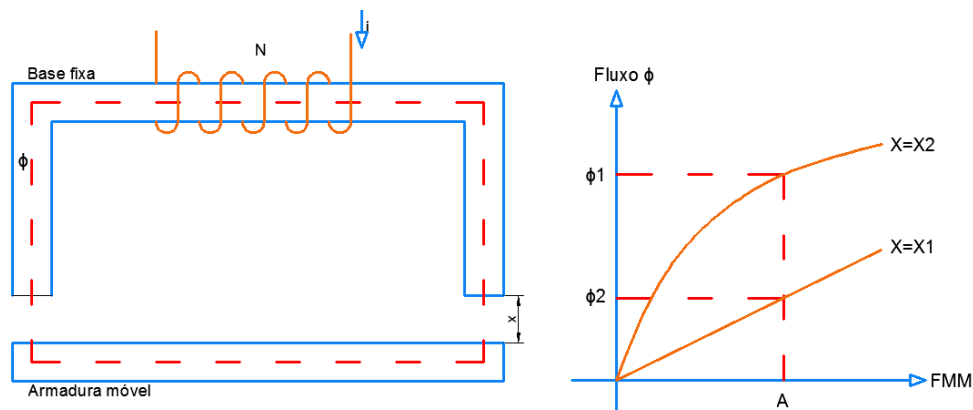 i
N
Base fixa
ϕ
x
Armadura móvel
Fluxo ϕ
X=X2
ϕ1
X=X1
ϕ2
FMM
A